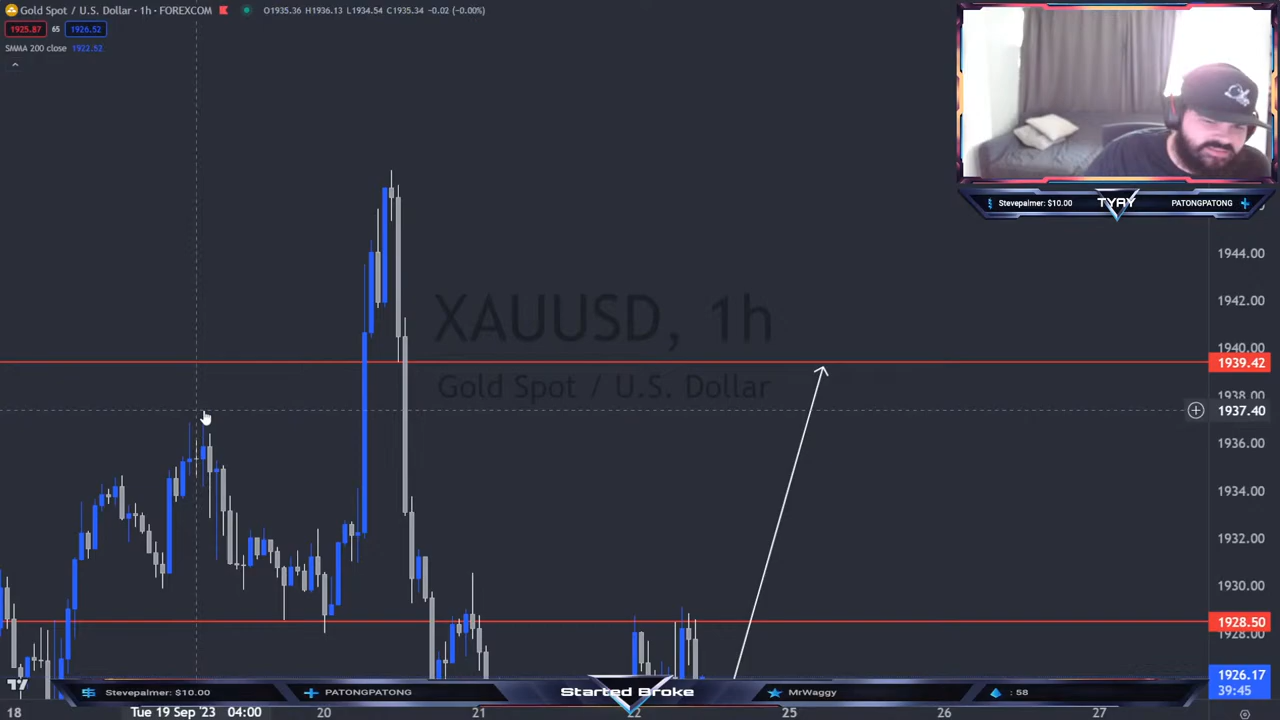 Gold Spot / U.S. Dollar · 1h · FOREXCOM
O1935.36 H1936.13 L1934.54 C1935.34 -0.02 (-0.00%)
1925.87 65 1926.52
SMMA 200 close 1922.52
Stevepalmer: $10.00 TYAY PATONGPATONG
XAUUSD, 1h
Gold Spot / U.S. Dollar
1944.00
1942.00
1940.00
1939.42
1938.00
1937.40
1936.00
1934.00
1932.00
1930.00
1928.50
1928.00
1926.17
39:45
Stevepalmer: $10.00 PATONGPATONG Started Broke MrWaggy : 58
18 Tue 19 Sep '23 04:00 20 21 22 25 26 27